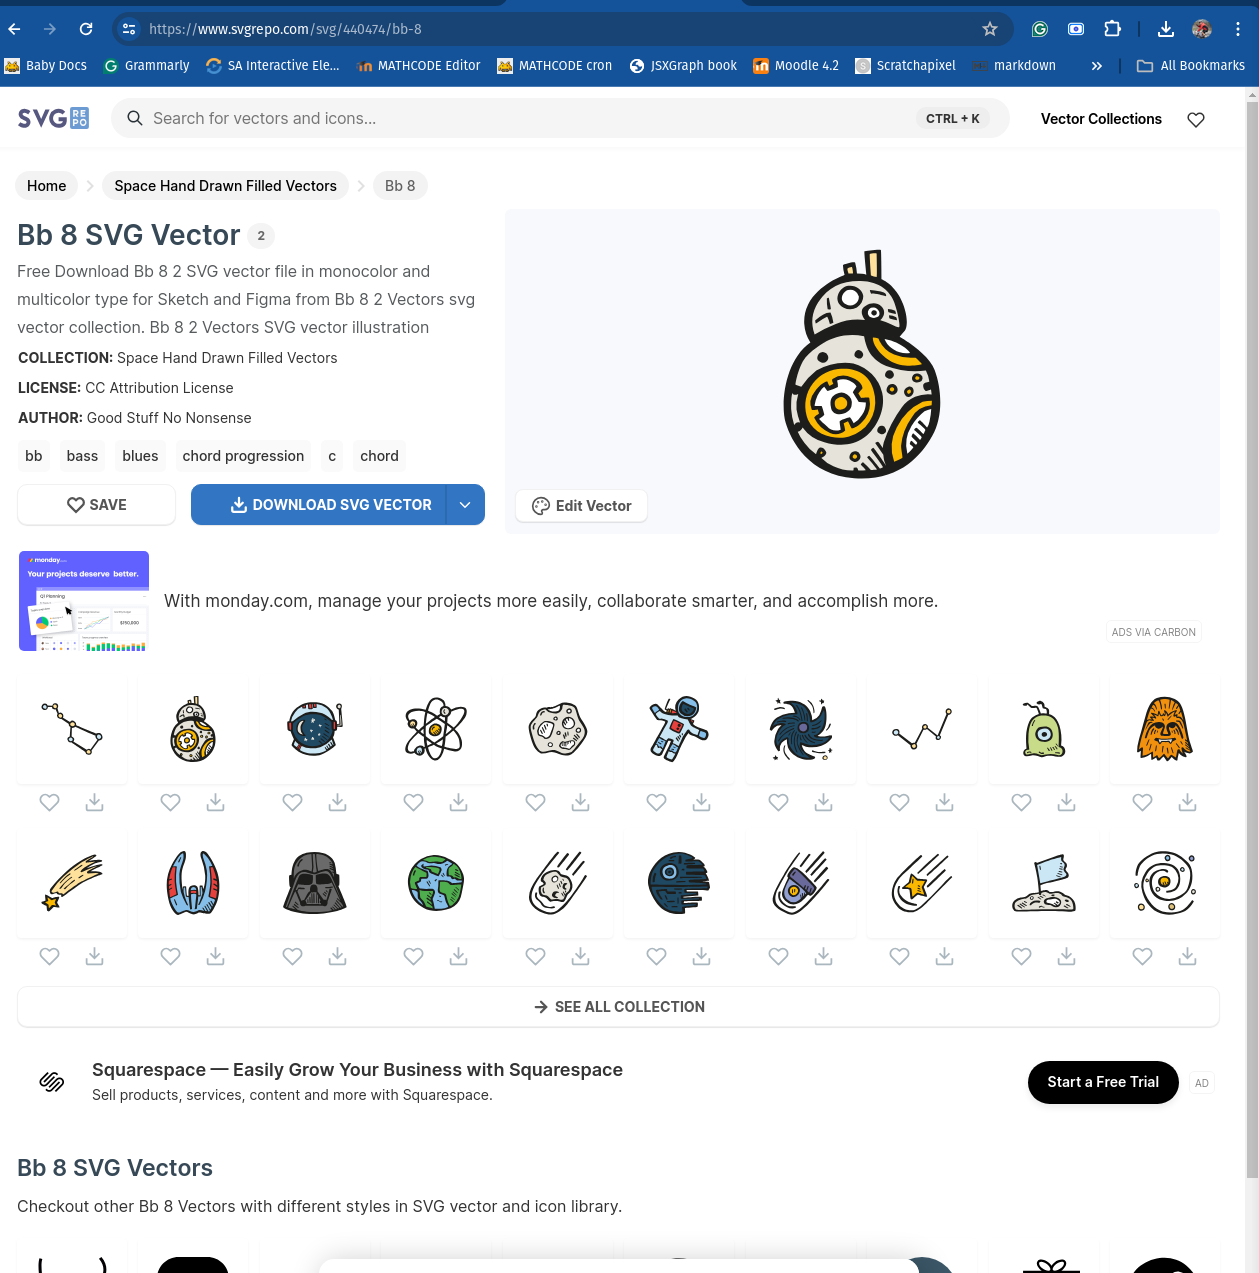 https://www.svgrepo.com/svg/440474/bb-8
Baby Docs
Grammarly
SA Interactive Ele...
MATHCODE Editor
MATHCODE cron
JSXGraph book
Moodle 4.2
Scratchapixel
markdown
»
All Bookmarks
SVG REPO
Search for vectors and icons...
CTRL + K
Vector Collections
Home
Space Hand Drawn Filled Vectors
Bb 8
Bb 8 SVG Vector 2
Free Download Bb 8 2 SVG vector file in monocolor and
multicolor type for Sketch and Figma from Bb 8 2 Vectors svg
vector collection. Bb 8 2 Vectors SVG vector illustration
COLLECTION: Space Hand Drawn Filled Vectors
LICENSE: CC Attribution License
AUTHOR: Good Stuff No Nonsense
bb bass blues chord progression c chord
SAVE
DOWNLOAD SVG VECTOR
Edit Vector
monday
Your projects deserve better.
Q1 Planning
$150,000
With monday.com, manage your projects more easily, collaborate smarter, and accomplish more.
ADS VIA CARBON
SEE ALL COLLECTION
Squarespace — Easily Grow Your Business with Squarespace
Sell products, services, content and more with Squarespace.
Start a Free Trial
AD
Bb 8 SVG Vectors
Checkout other Bb 8 Vectors with different styles in SVG vector and icon library.